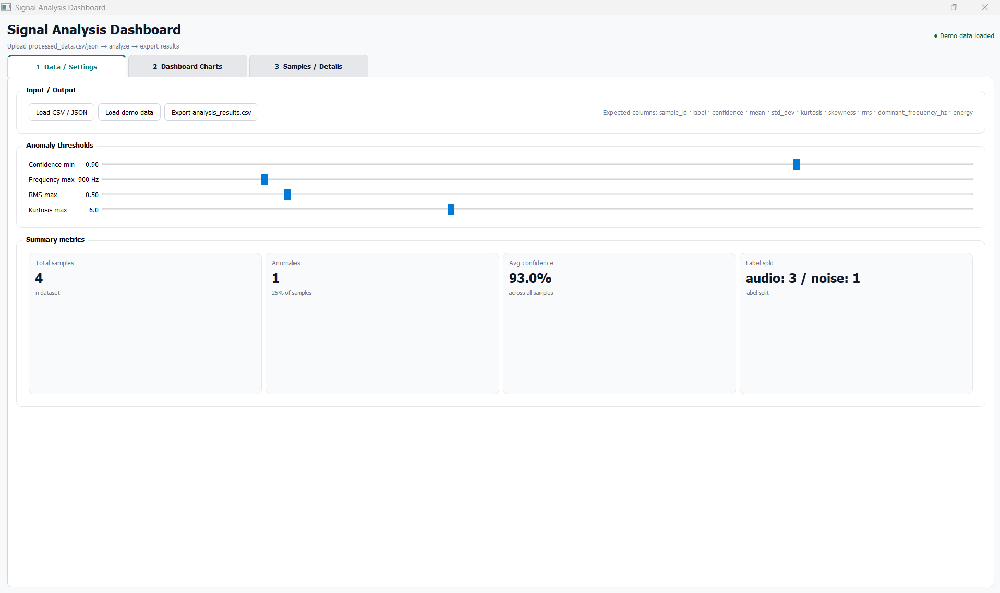 Signal Analysis Dashboard
Signal Analysis Dashboard
Upload processed_data.csv/json → analyze → export results
● Demo data loaded
1 Data / Settings
2 Dashboard Charts
3 Samples / Details
Input / Output
Load CSV / JSON
Load demo data
Export analysis_results.csv
Expected columns: sample_id · label · confidence · mean · std_dev · kurtosis · skewness · rms · dominant_frequency_hz · energy
Anomaly thresholds
Confidence min 0.90
Frequency max 900 Hz
RMS max 0.50
Kurtosis max 6.0
Summary metrics
Total samples
4
in dataset
Anomalies
1
25% of samples
Avg confidence
93.0%
across all samples
Label split
audio: 3 / noise: 1
label split